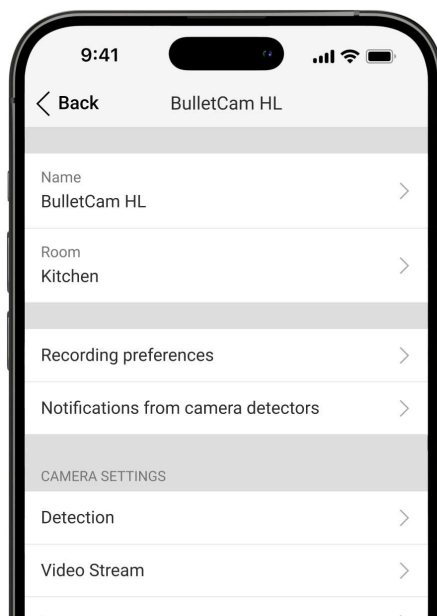 9:41
Back
BulletCam HL
Name
BulletCam HL
Room
Kitchen
Recording preferences
Notifications from camera detectors
CAMERA SETTINGS
Detection
Video Stream